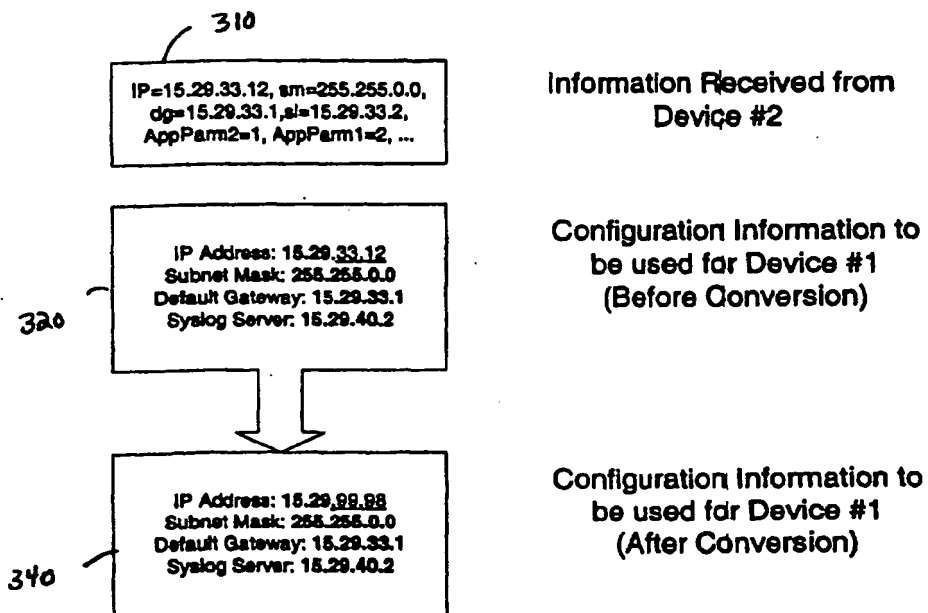 310
IP=15.29.33.12, sm=255.255.0.0,
dg=15.29.33.1,sl=15.29.33.2,
AppParm2=1, AppParm1=2, ...
Information Received from
Device #2
320
IP Address: 15.29.33.12
Subnet Mask: 255.255.0.0
Default Gateway: 15.29.33.1
Syslog Server: 15.29.40.2
Configuration Information to
be used for Device #1
(Before Conversion)
340
IP Address: 15.29.99.98
Subnet Mask: 255.255.0.0
Default Gateway: 15.29.33.1
Syslog Server: 15.29.40.2
Configuration Information to
be used for Device #1
(After Conversion)